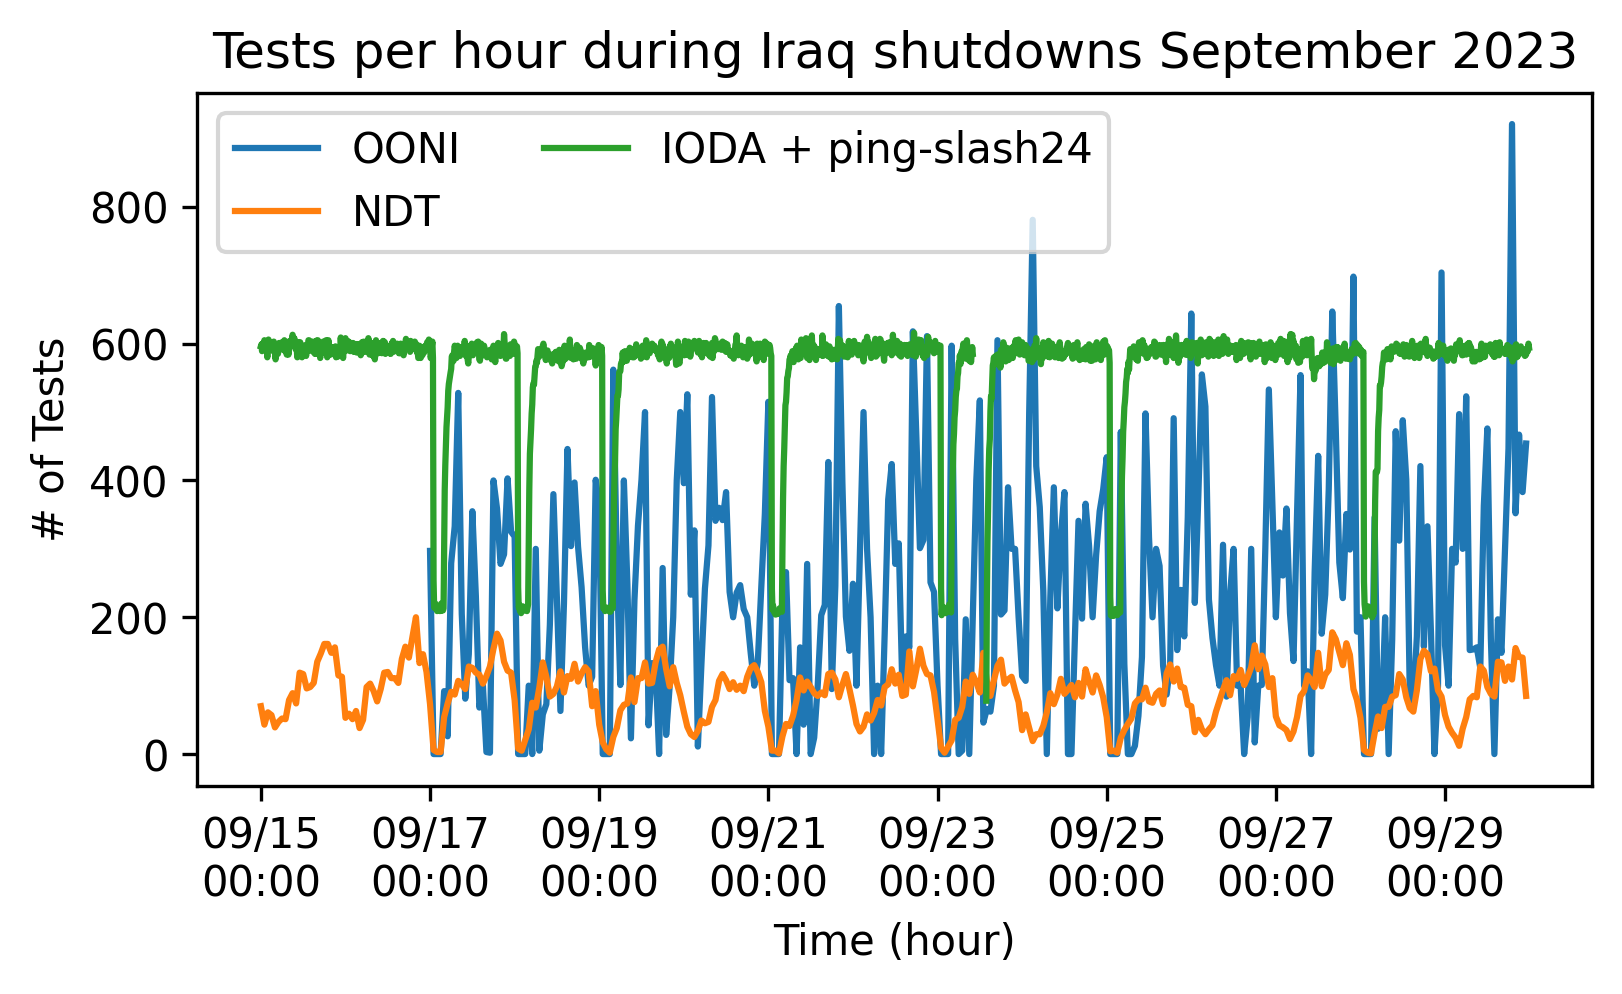 Tests per hour during Iraq shutdowns September 2023
OONI
NDT
IODA + ping-slash24
# of Tests
800
600
400
200
0
09/15 00:00
09/17 00:00
09/19 00:00
09/21 00:00
09/23 00:00
09/25 00:00
09/27 00:00
09/29 00:00
Time (hour)